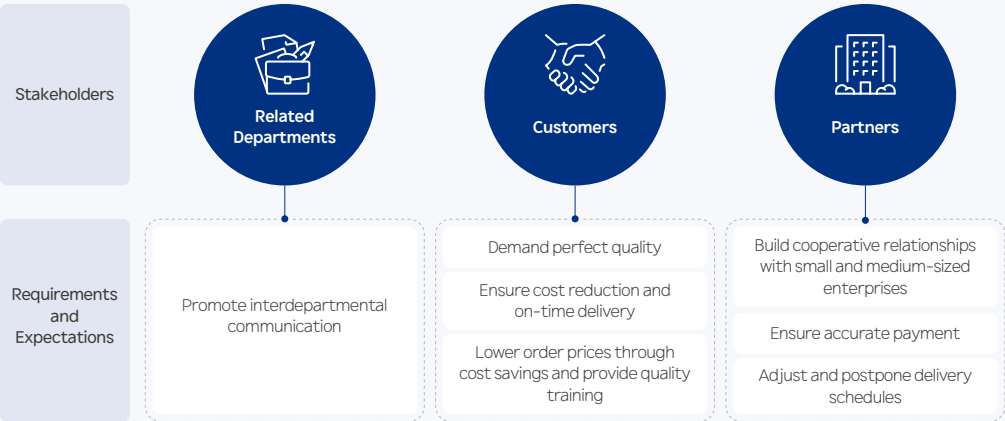 Stakeholders
Related
Departments
Customers
Partners
Requirements
and
Expectations
Promote interdepartmental
communication
Demand perfect quality
Ensure cost reduction and
on-time delivery
Lower order prices through
cost savings and provide quality
training
Build cooperative relationships
with small and medium-sized
enterprises
Ensure accurate payment
Adjust and postpone delivery
schedules